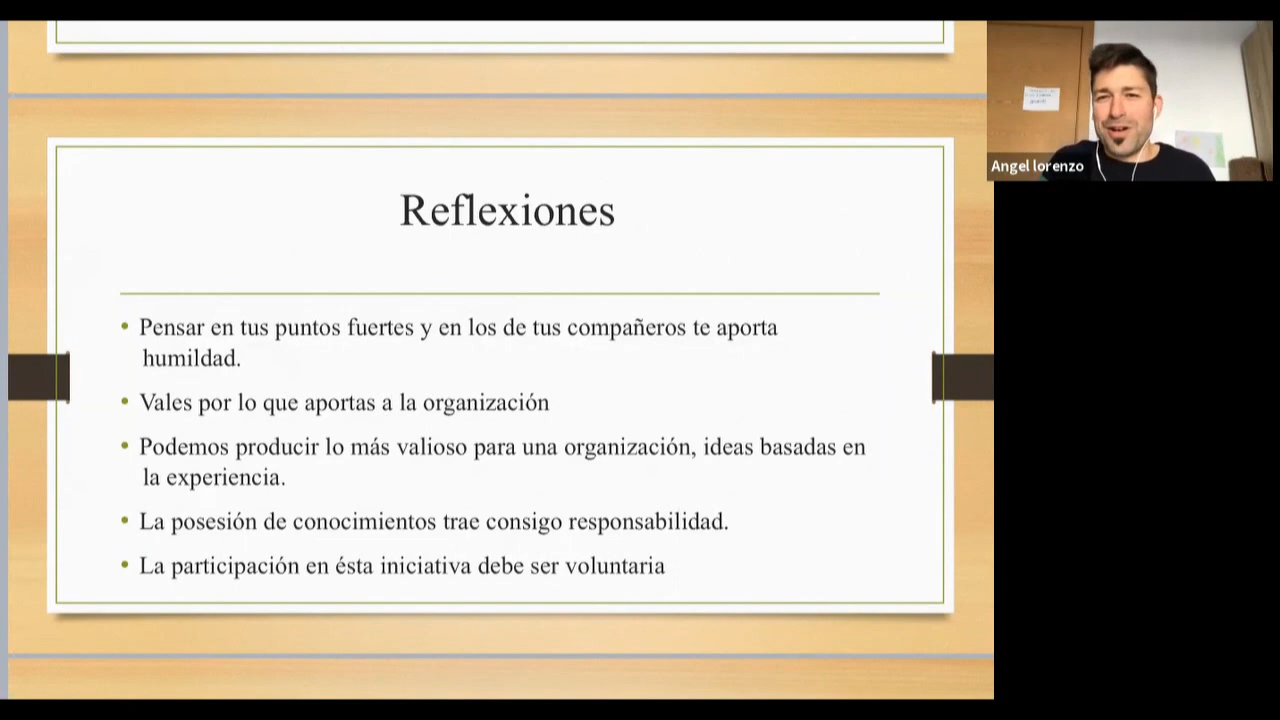 Reflexiones
• Pensar en tus puntos fuertes y en los de tus compañeros te aporta
humildad.
• Vales por lo que aportas a la organización
• Podemos producir lo más valioso para una organización, ideas basadas en
la experiencia.
• La posesión de conocimientos trae consigo responsabilidad.
• La participación en ésta iniciativa debe ser voluntaria
Angel lorenzo